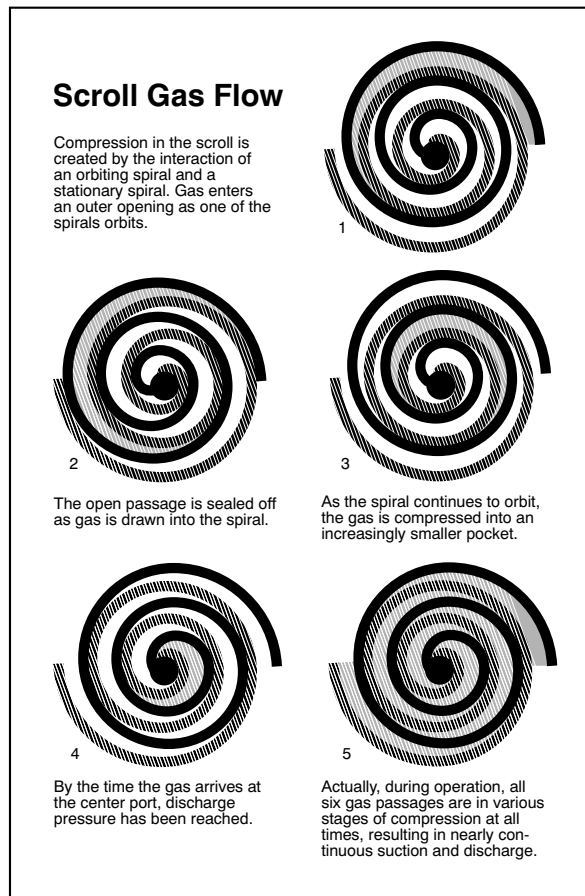 Scroll Gas Flow
Compression in the scroll is
created by the interaction of
an orbiting spiral and a
stationary spiral. Gas enters
an outer opening as one of the
spirals orbits.
1
2
The open passage is sealed off
as gas is drawn into the spiral.
3
As the spiral continues to orbit,
the gas is compressed into an
increasingly smaller pocket.
4
By the time the gas arrives at
the center port, discharge
pressure has been reached.
5
Actually, during operation, all
six gas passages are in various
stages of compression at all
times, resulting in nearly con-
tinuous suction and discharge.